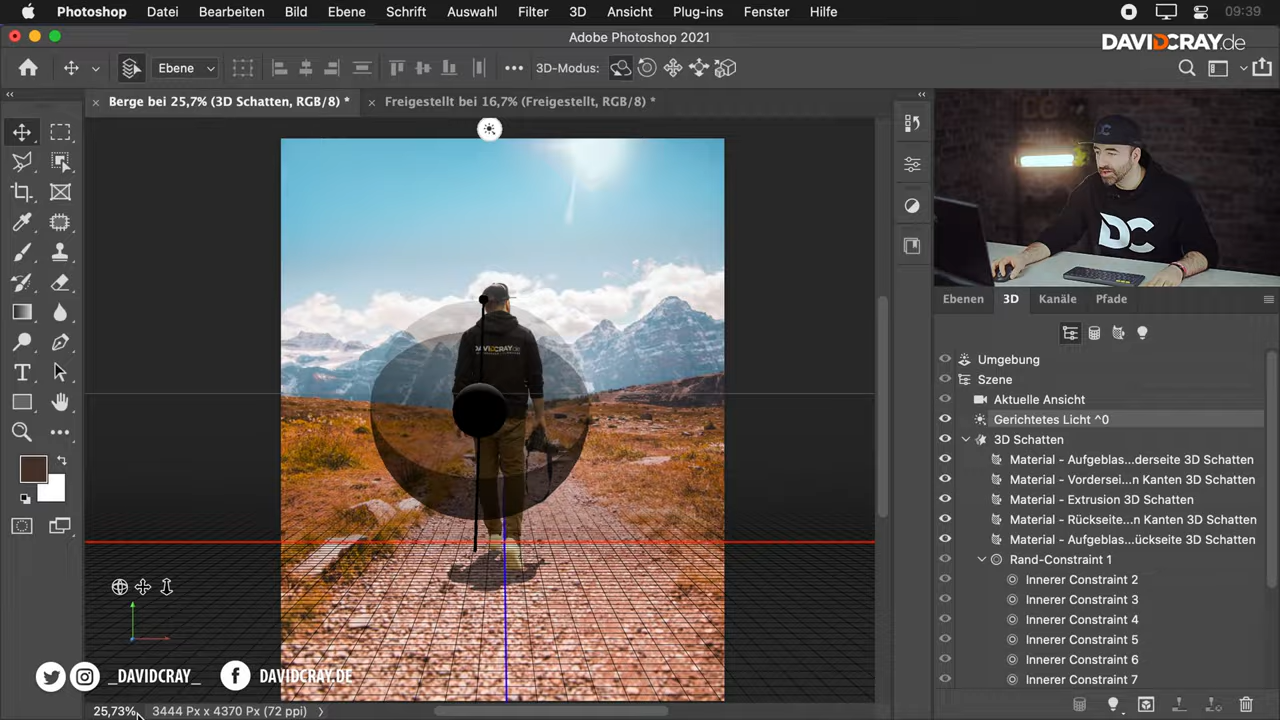 Photoshop Datei Bearbeiten Bild Ebene Schrift Auswahl Filter 3D Ansicht Plug-ins Fenster Hilfe 09:39
Adobe Photoshop 2021
DAVIDCRAY.de
Ebene 3D-Modus:
Berge bei 25,7% (3D Schatten, RGB/8) *
Freigestellt bei 16,7% (Freigestellt, RGB/8) *
DC
DAVIDCRAY.de
Ebenen 3D Kanäle Pfade
Umgebung
Szene
Aktuelle Ansicht
Gerichtetes Licht ^0
3D Schatten
Material - Aufgeblas...derseite 3D Schatten
Material - Vordersei...n Kanten 3D Schatten
Material - Extrusion 3D Schatten
Material - Rückseite...n Kanten 3D Schatten
Material - Aufgeblas...ückseite 3D Schatten
Rand-Constraint 1
Innerer Constraint 2
Innerer Constraint 3
Innerer Constraint 4
Innerer Constraint 5
Innerer Constraint 6
Innerer Constraint 7
_DAVIDCRAY_ DAVIDCRAY.DE
25,73% 3444 Px x 4370 Px (72 ppi)